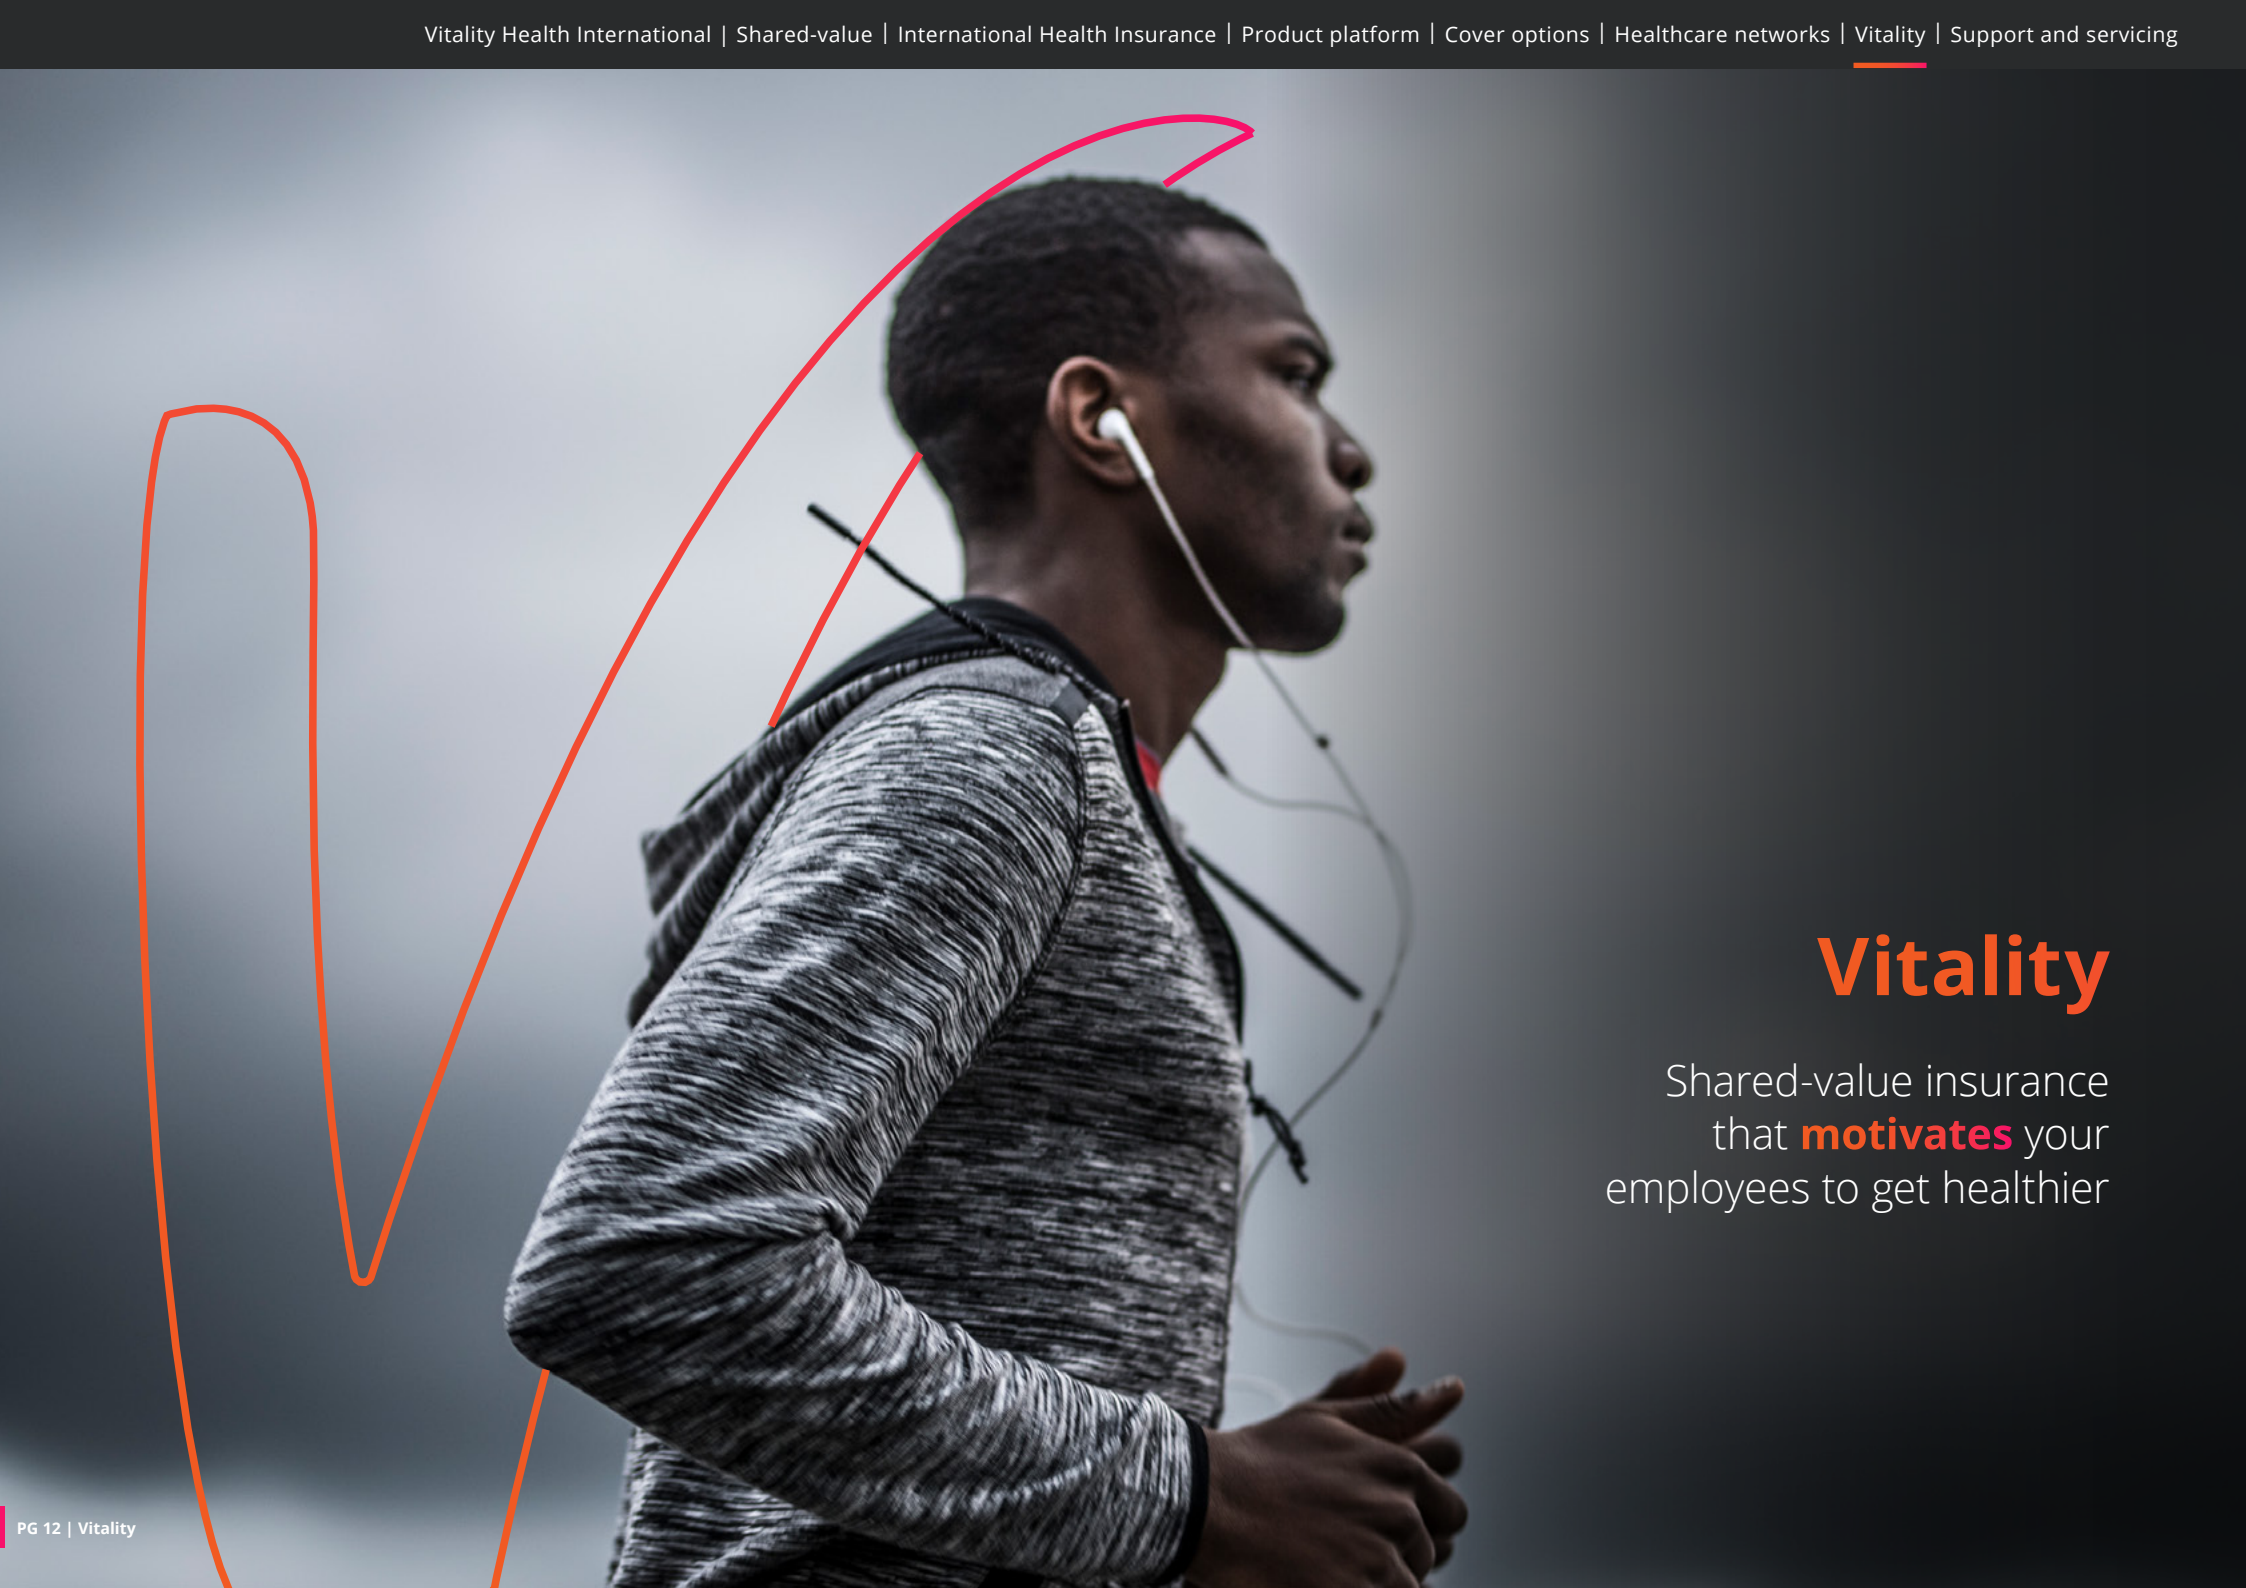 Vitality Health International | Shared-value | International Health Insurance | Product platform | Cover options | Healthcare networks | Vitality | Support and servicing
Vitality
Shared-value insurance
that motivates your
employees to get healthier
PG 12 | Vitality